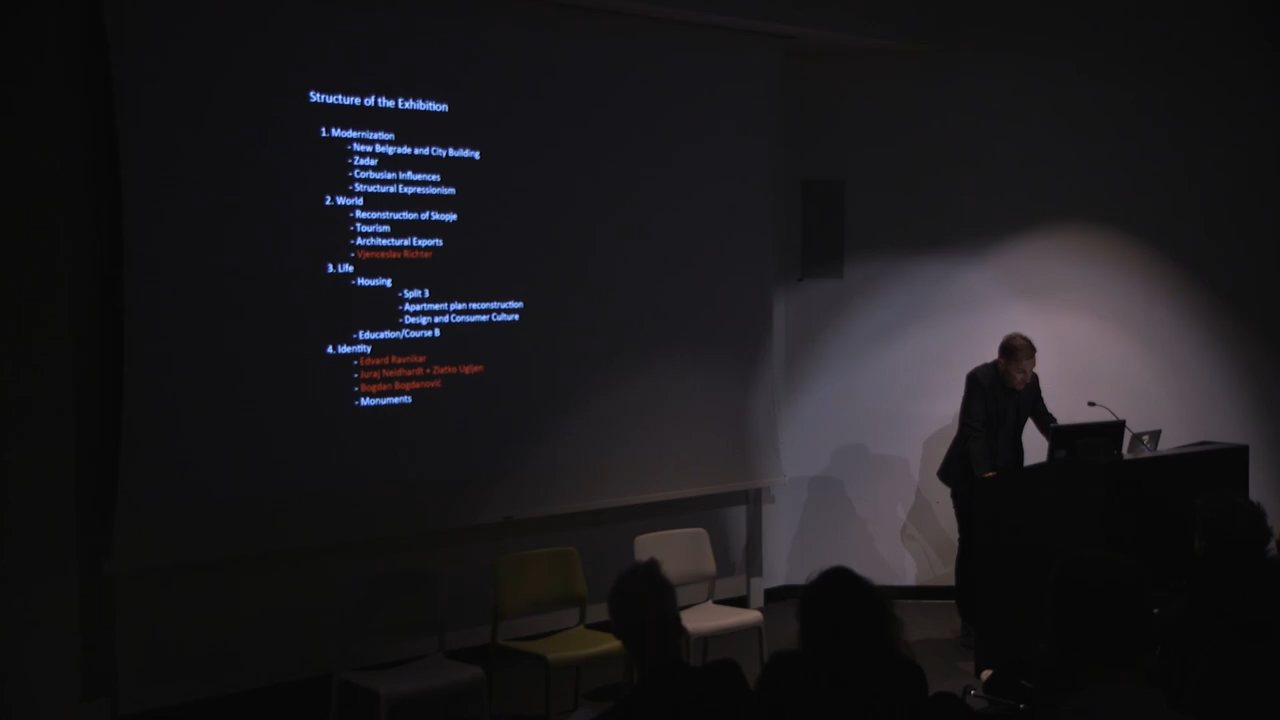 Structure of the Exhibition
1. Modernization
- New Belgrade and City Building
- Zadar
- Corbusian Influences
- Structural Expressionism
2. World
- Reconstruction of Skopje
- Tourism
- Architectural Exports
- Vjenceslav Richter
3. Life
- Housing
- Split 3
- Apartment plan reconstruction
- Design and Consumer Culture
- Education/Course B
4. Identity
- Edvard Ravnikar
- Juraj Neidhardt + Zlatko Ugljen
- Bogdan Bogdanović
- Monuments